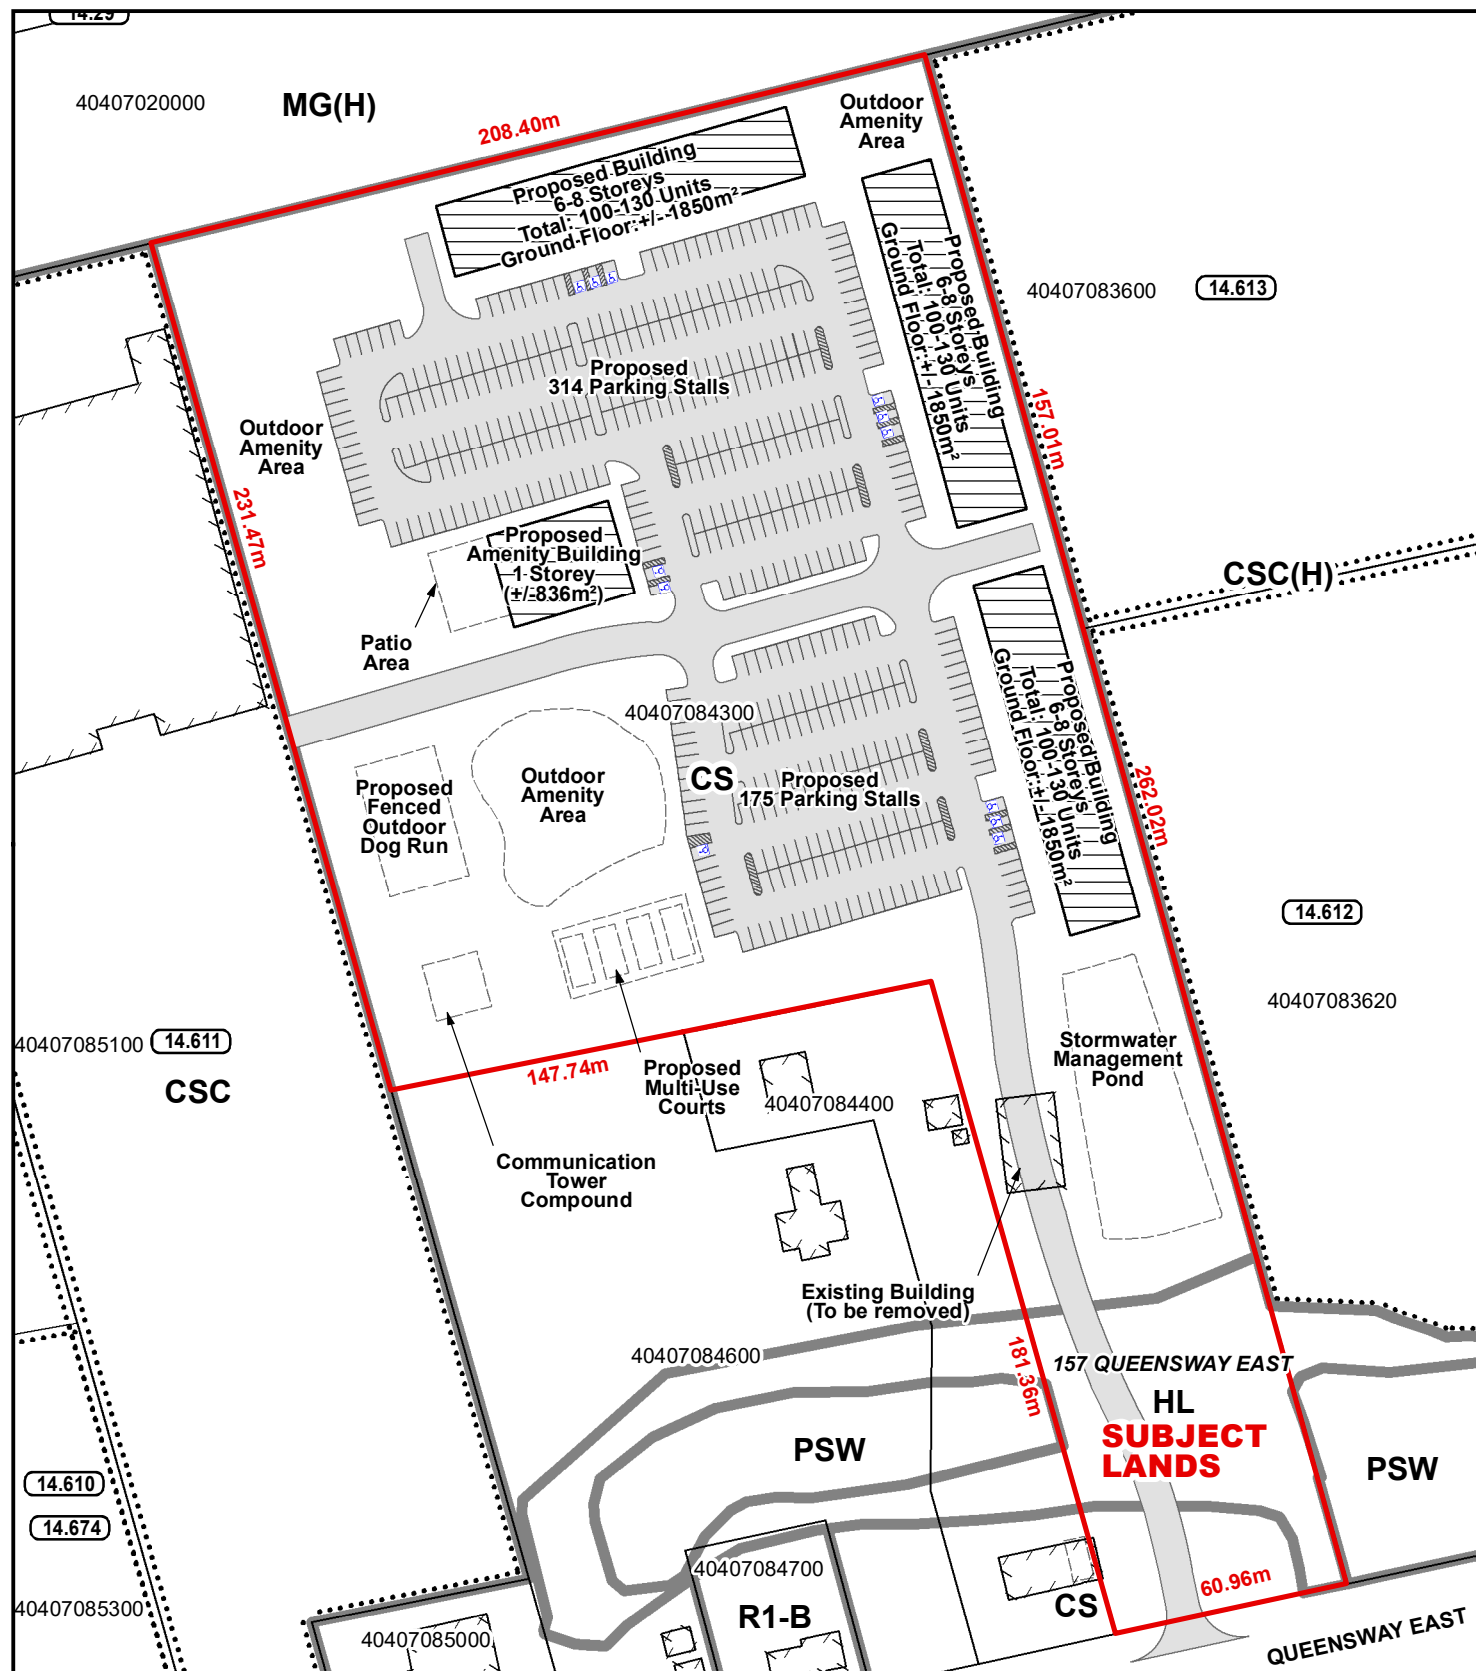 14.29
40407020000
MG(H)
208.40m
Outdoor
Amenity
Area
Proposed Building
6-8 Storeys
Total: 100-130 Units
Ground Floor:+/- 1850m²
Proposed Building
6-8 Storeys
Total: 100-130 Units
Ground Floor:+/- 1850m²
40407083600
14.613
Proposed
314 Parking Stalls
157.01m
Outdoor
Amenity
Area
231.47m
Proposed
Amenity Building
1 Storey
(+/-836m²)
CSC(H)
Patio
Area
Proposed Building
6-8 Storeys
Total: 100-130 Units
Ground Floor:+/- 1850m²
40407084300
CS
Proposed
175 Parking Stalls
Proposed
Fenced
Outdoor
Dog Run
Outdoor
Amenity
Area
262.02m
14.612
40407083620
40407085100
14.611
CSC
147.74m
Proposed
Multi-Use
Courts
40407084400
Stormwater
Management
Pond
Communication
Tower
Compound
Existing Building
(To be removed)
40407084600
181.36m
157 QUEENSWAY EAST
HL
SUBJECT
LANDS
PSW
PSW
14.610
14.674
40407084700
60.96m
40407085300
R1-B
CS
40407085000
QUEENSWAY EAST